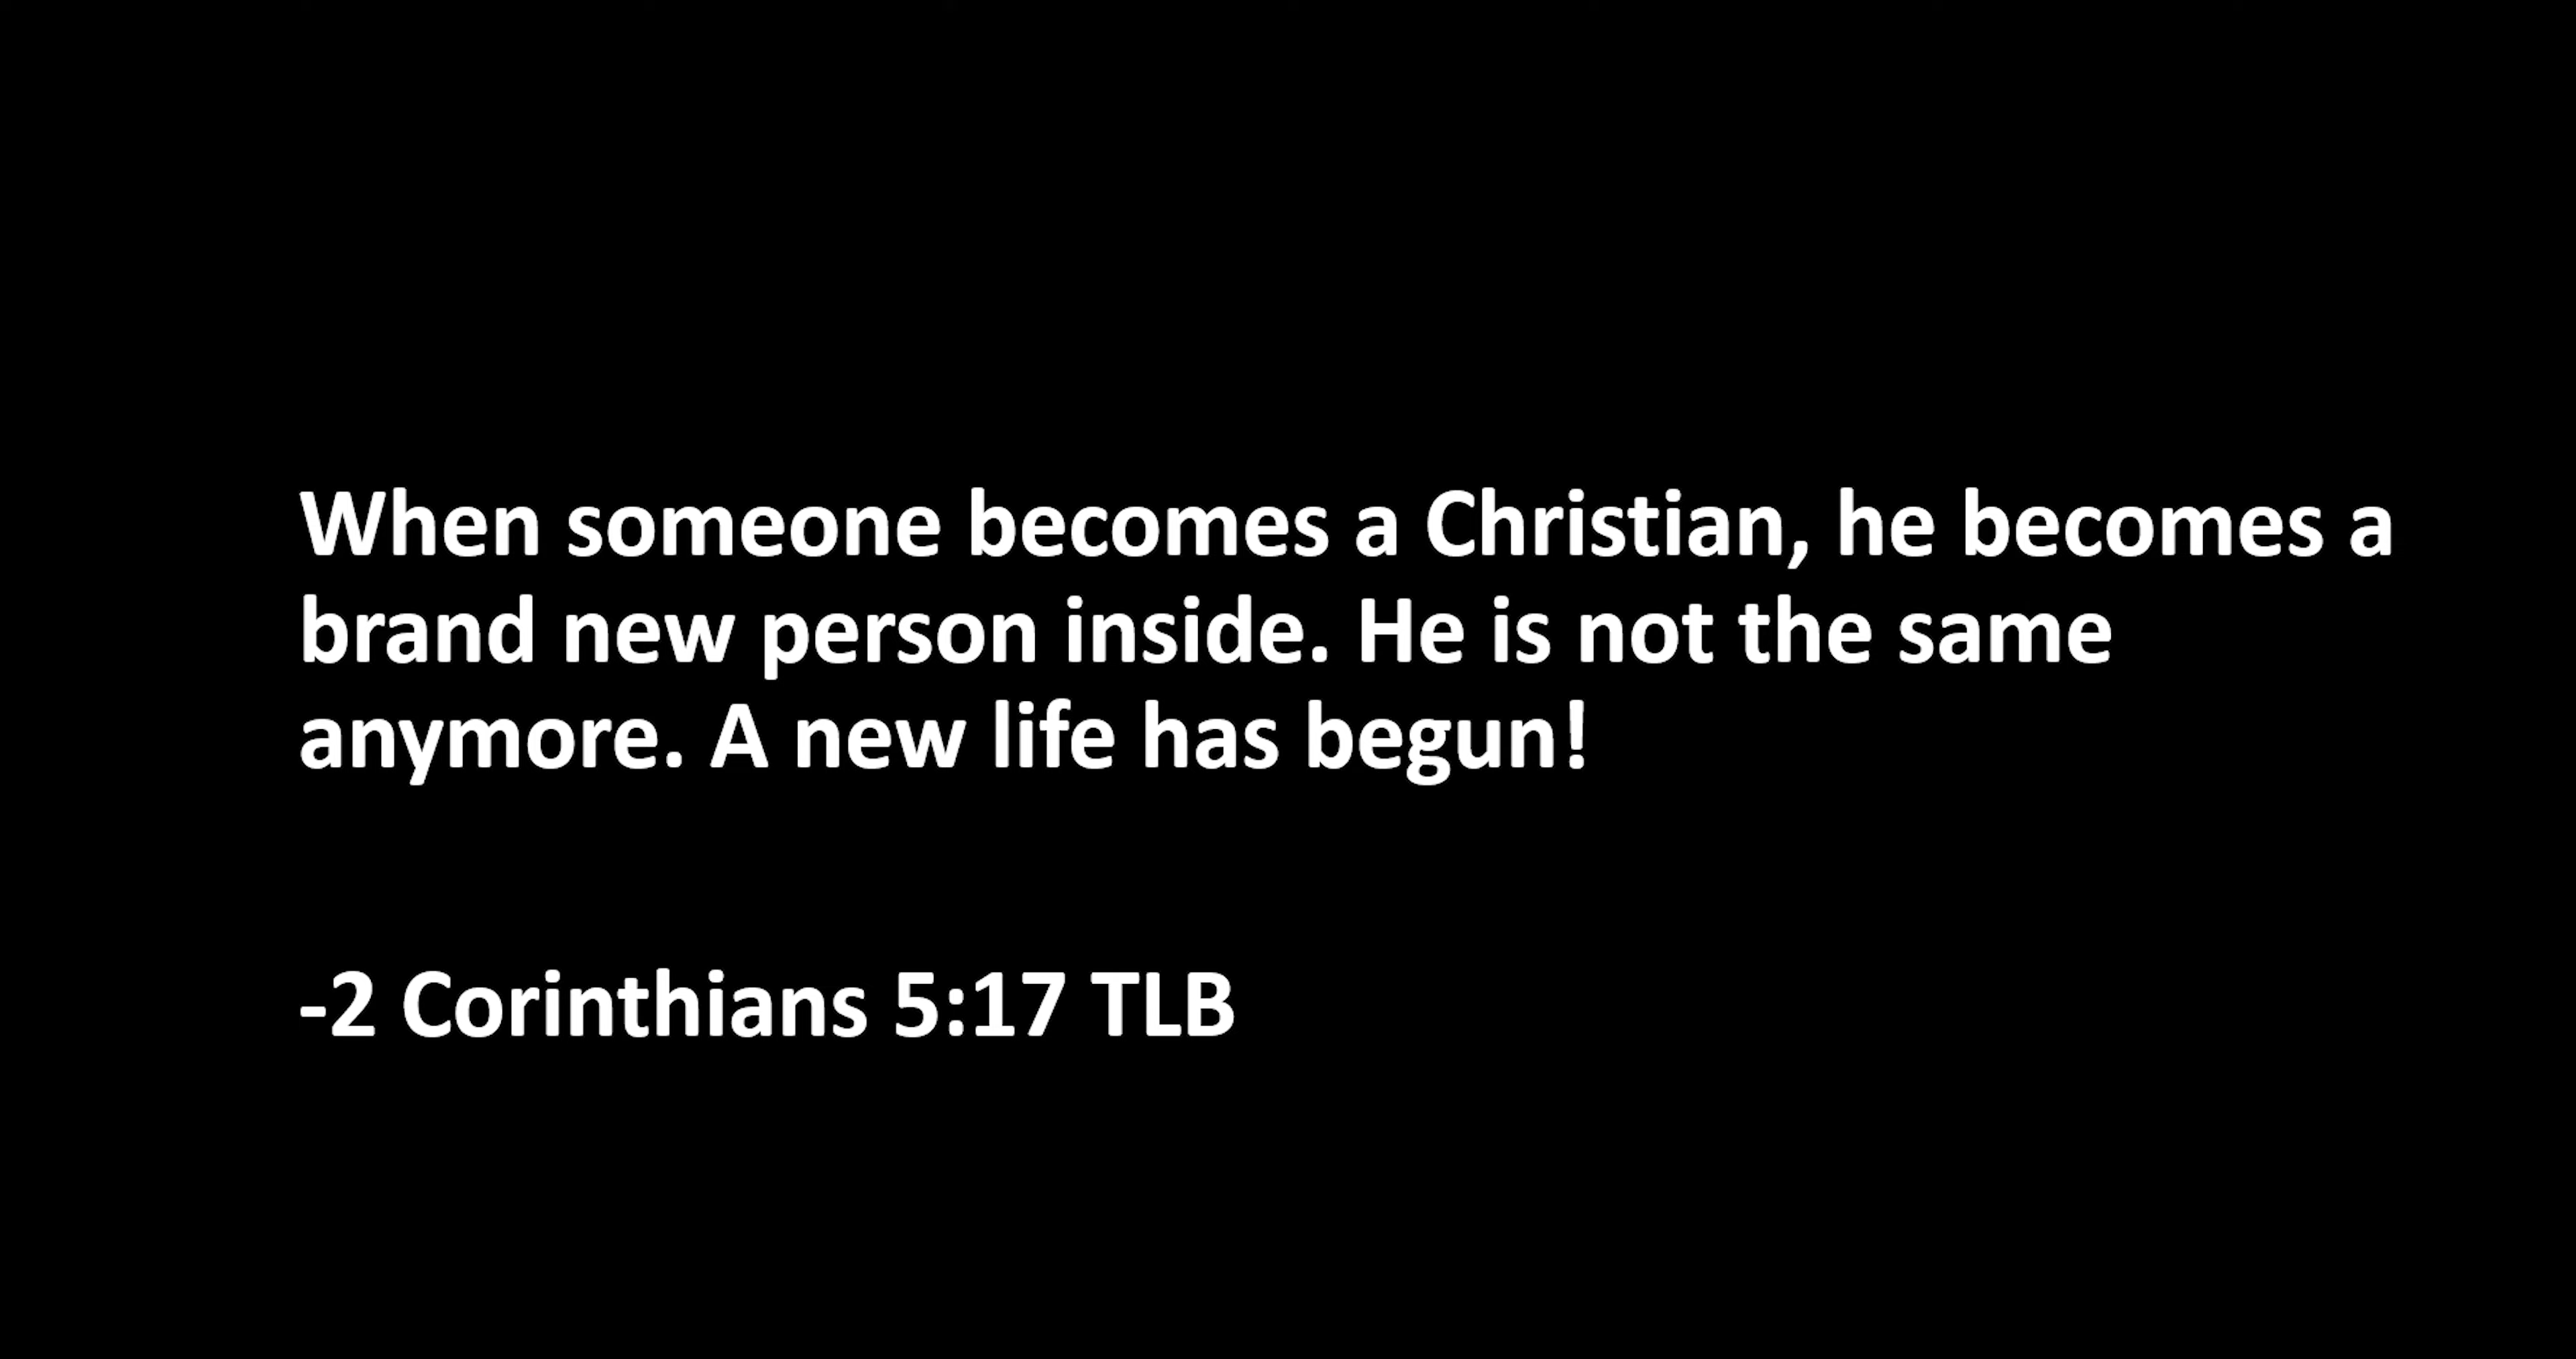 When someone becomes a Christian, he becomes a
brand new person inside. He is not the same
anymore. A new life has begun!
-2 Corinthians 5:17 TLB